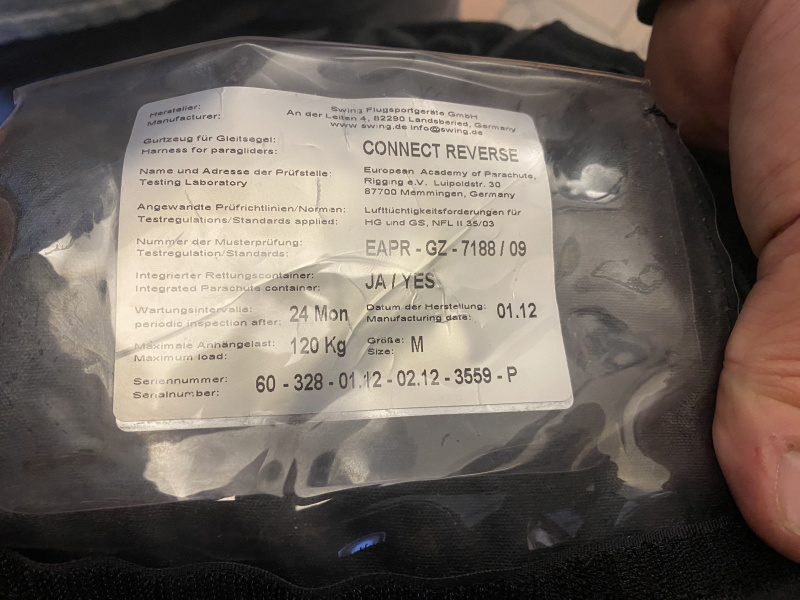 Hersteller: Swing Flugsportgeräte GmbH
Manufacturer: An der Leiten 4, 82290 Landsberied, Germany
www.swing.de info@swing.de
Gurtzeug für Gleitsegel:
Harness for paragliders: CONNECT REVERSE
Name und Adresse der Prüfstelle: European Academy of Parachute,
Testing Laboratory Rigging e.V. Luipoldstr. 30
87700 Memmingen, Germany
Angewandte Prüfrichtlinien/Normen: Lufttüchtigkeitsforderungen für
Testregulations/Standards applied: HG und GS, NFL II 35/03
Nummer der Musterprüfung: EAPR - GZ - 7188 / 09
Testregulation/Standards:
Integrierter Rettungscontainer: JA / YES
Integrated Parachute container:
Wartungsintervalle: 24 Mon Datum der Herstellung: 01.12
periodic inspection after: Manufacturing date:
Maximale Anhängelast: 120 Kg Größe: M
Maximum load: Size:
Seriennummer: 60 - 328 - 01.12 - 02.12 - 3559 - P
Serialnumber: